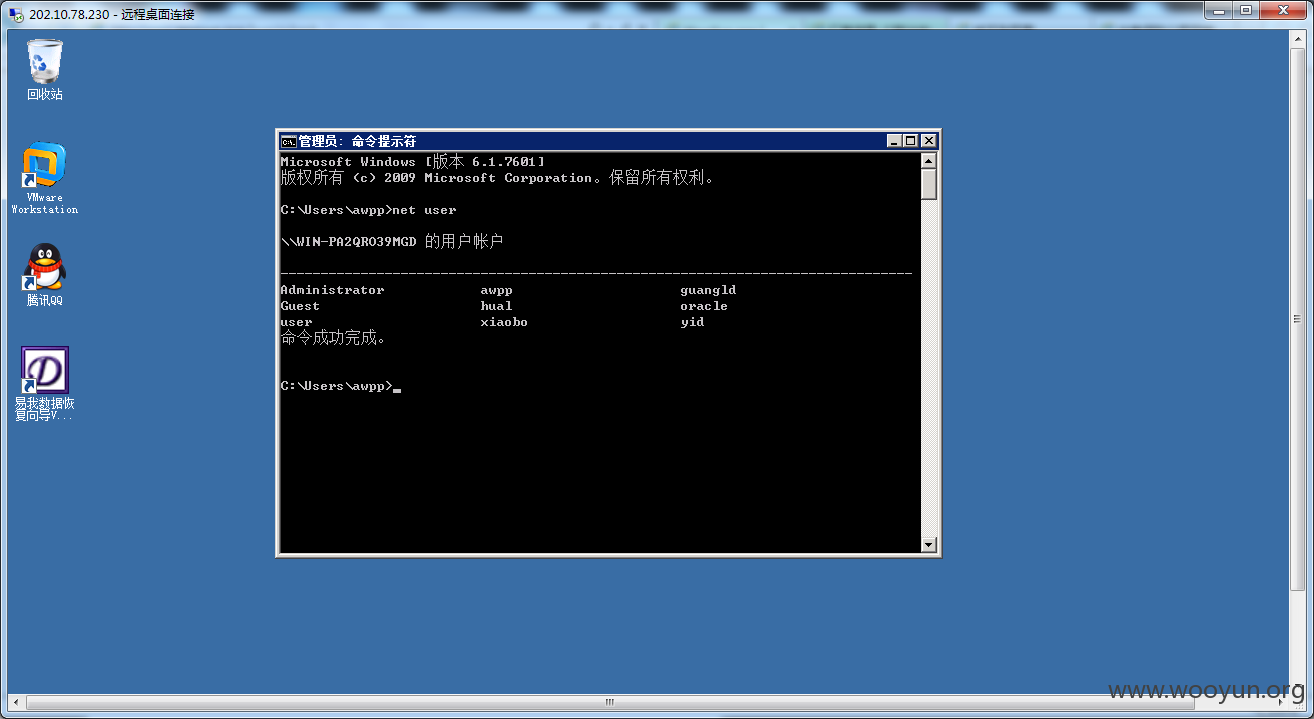 202.10.78.230 - 远程桌面连接
回收站
VMware
Workstation
腾讯QQ
易我数据恢
复向导V...
管理员: 命令提示符
Microsoft Windows [版本 6.1.7601]
版权所有 (c) 2009 Microsoft Corporation。保留所有权利。
C:\Users\awpp>net user
\\WIN-PA2QRO39MGD 的用户帐户
-------------------------------------------------------------------------------
Administrator awpp guangld
Guest hual oracle
user xiaobo yid
命令成功完成。
C:\Users\awpp>
www.wooyun.org